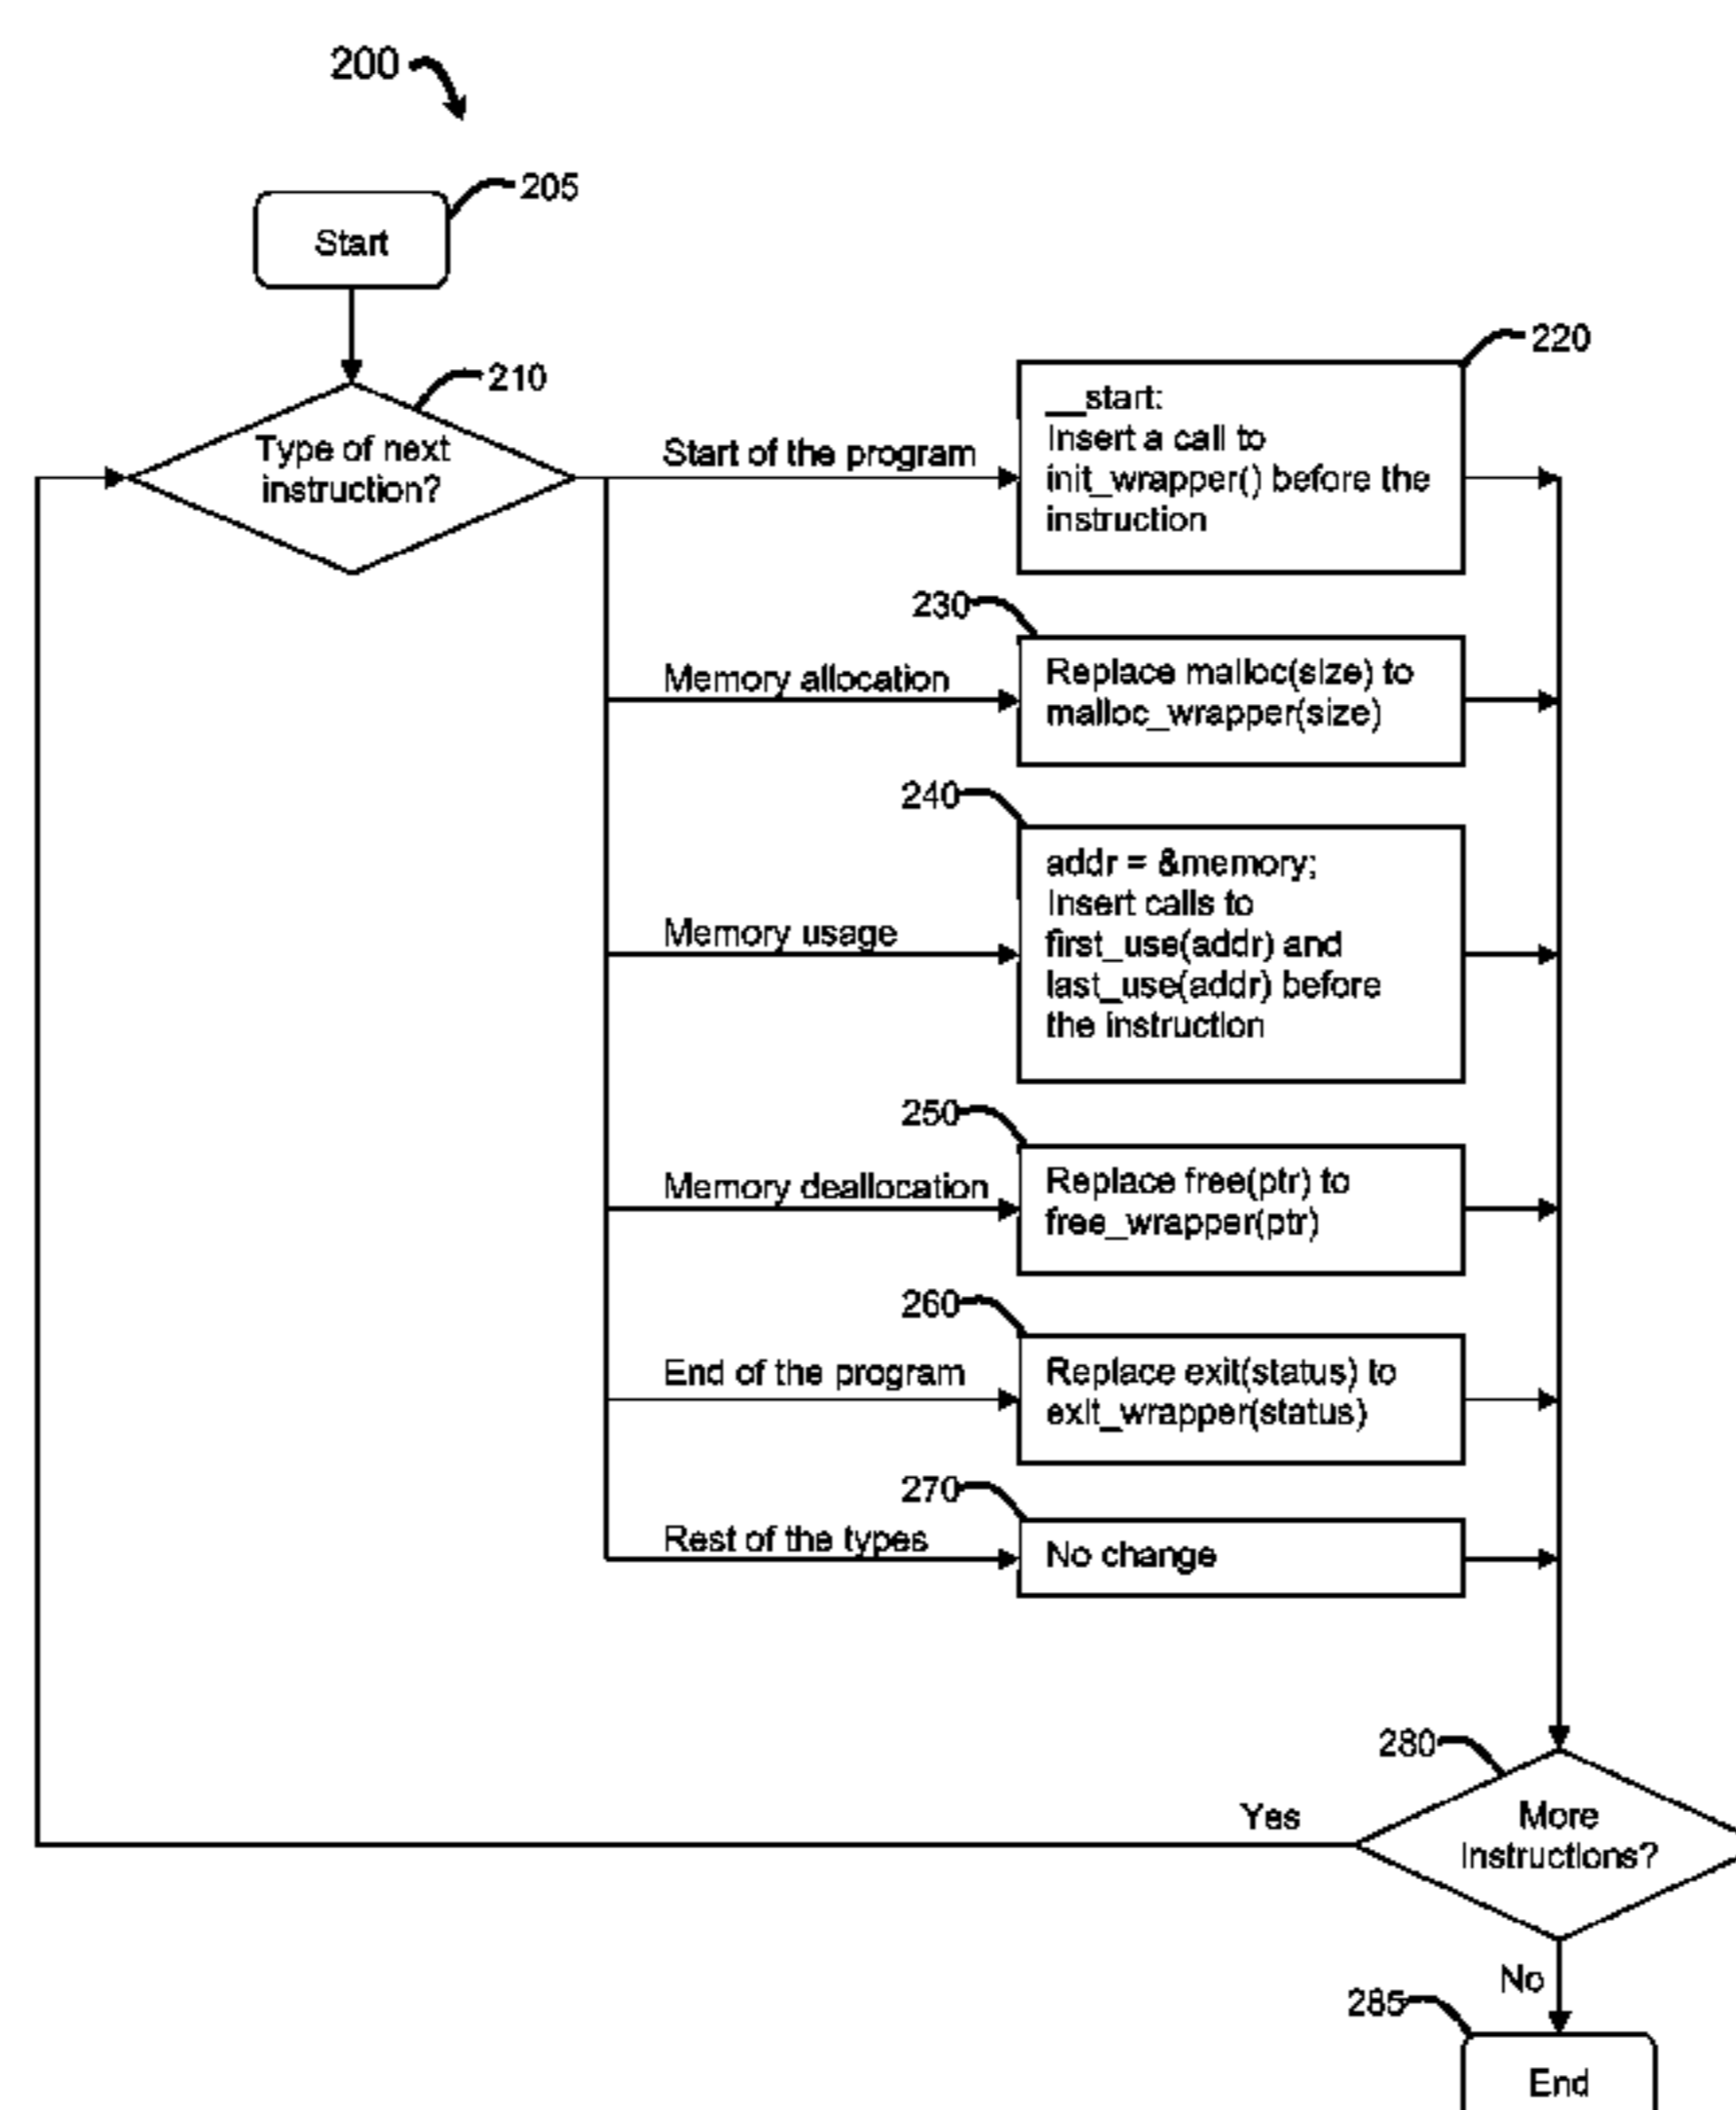 200
205
Start
210
Type of next
instruction?
Start of the program
220
__start:
Insert a call to
init_wrapper() before the
instruction
230
Memory allocation
Replace malloc(size) to
malloc_wrapper(size)
240
Memory usage
addr = &memory;
Insert calls to
first_use(addr) and
last_use(addr) before
the instruction
250
Memory deallocation
Replace free(ptr) to
free_wrapper(ptr)
260
End of the program
Replace exit(status) to
exit_wrapper(status)
270
Rest of the types
No change
280
Yes
More
instructions?
No
285
End